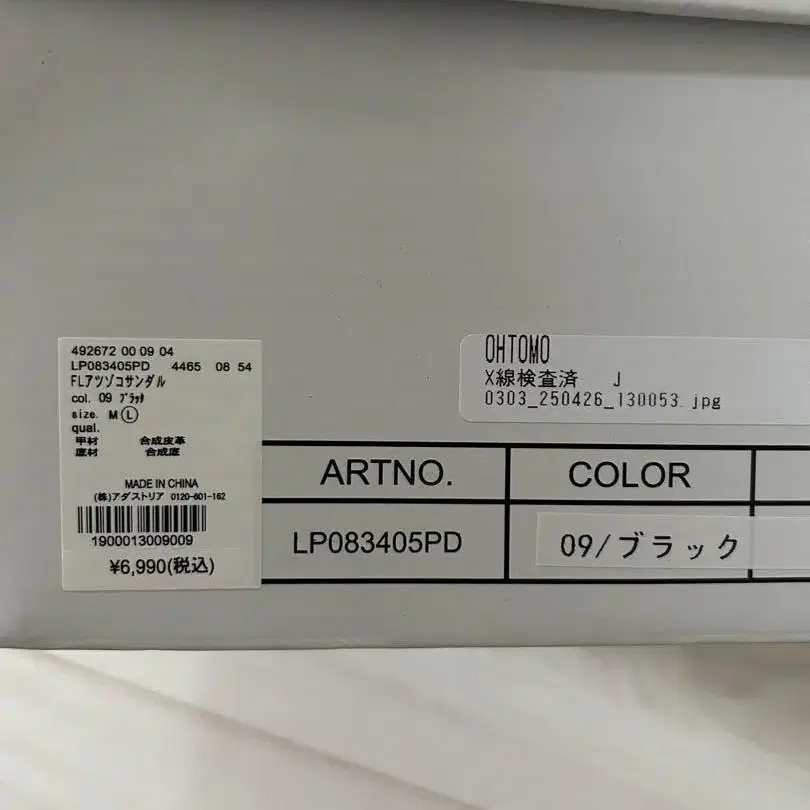 492672 00 09 04
LP083405PD 4465 08 54
FLアツゾコサンダル
col. 09 ブラック
size. M L
qual.
甲材 合成皮革
底材 合成底
MADE IN CHINA
(株)アダストリア 0120-601-162
1900013009009
¥6,990(税込)
OHTOMO
X線検査済 J
0303_250426_130053.jpg
ARTNO. COLOR
LP083405PD 09/ブラック